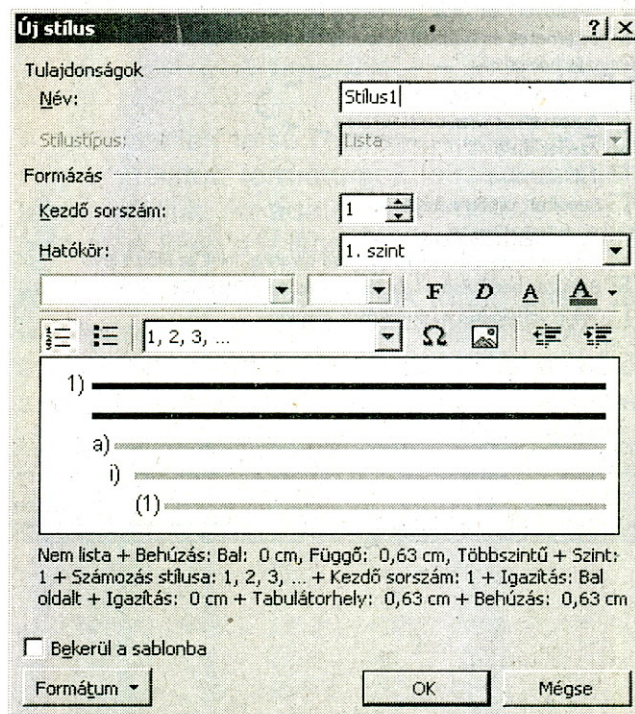 Új stílus
Tulajdonságok
Név: Stílus1
Stílustípus: Lista
Formázás
Kezdő sorszám: 1
Hatókör: 1. szint
F D A A
1, 2, 3, ... Ω
1)
a)
i)
(1)
Nem lista + Behúzás: Bal: 0 cm, Függő: 0,63 cm, Többszintű + Szint:
1 + Számozás stílusa: 1, 2, 3, ... + Kezdő sorszám: 1 + Igazítás: Bal
oldalt + Igazítás: 0 cm + Tabulátorhely: 0,63 cm + Behúzás: 0,63 cm
Bekerül a sablonba
Formátum OK Mégse